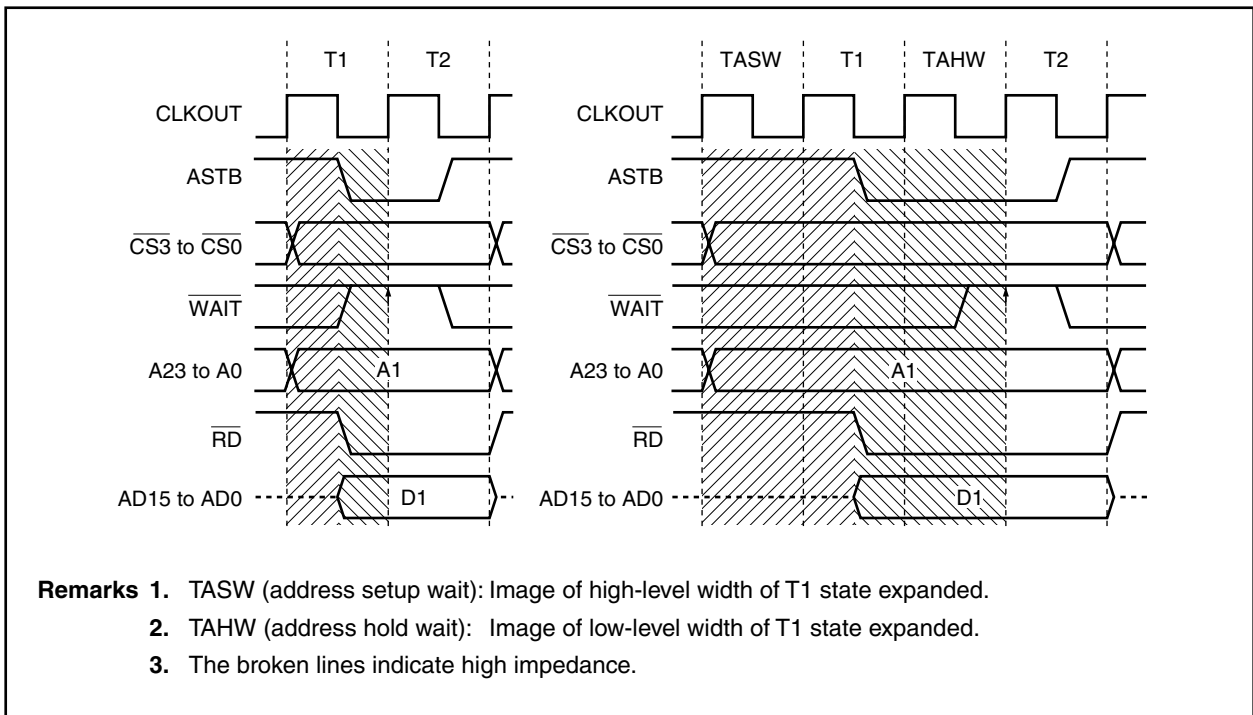 T1 T2 TASW T1 TAHW T2
CLKOUT CLKOUT
ASTB ASTB
CS3 to CS0 CS3 to CS0
WAIT WAIT
A23 to A0 A1 A23 to A0 A1
RD RD
AD15 to AD0 D1 AD15 to AD0 D1
Remarks 1. TASW (address setup wait): Image of high-level width of T1 state expanded.
2. TAHW (address hold wait): Image of low-level width of T1 state expanded.
3. The broken lines indicate high impedance.